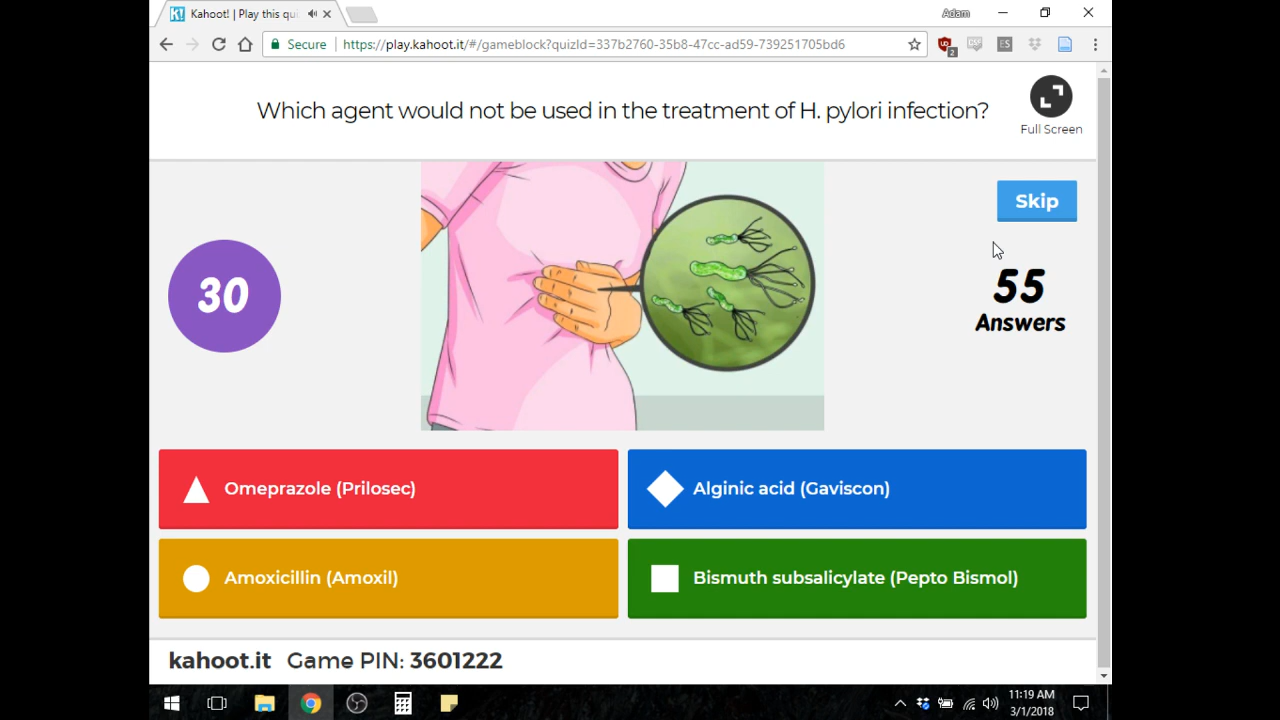 Kahoot! | Play this qu
Adam
Secure
https://play.kahoot.it/#/gameblock?quizId=337b2760-35b8-47cc-ad59-739251705bd6
2
ES
Which agent would not be used in the treatment of H. pylori infection?
Full Screen
Skip
30
55
Answers
Omeprazole (Prilosec)
Alginic acid (Gaviscon)
Amoxicillin (Amoxil)
Bismuth subsalicylate (Pepto Bismol)
kahoot.it Game PIN: 3601222
11:19 AM
3/1/2018